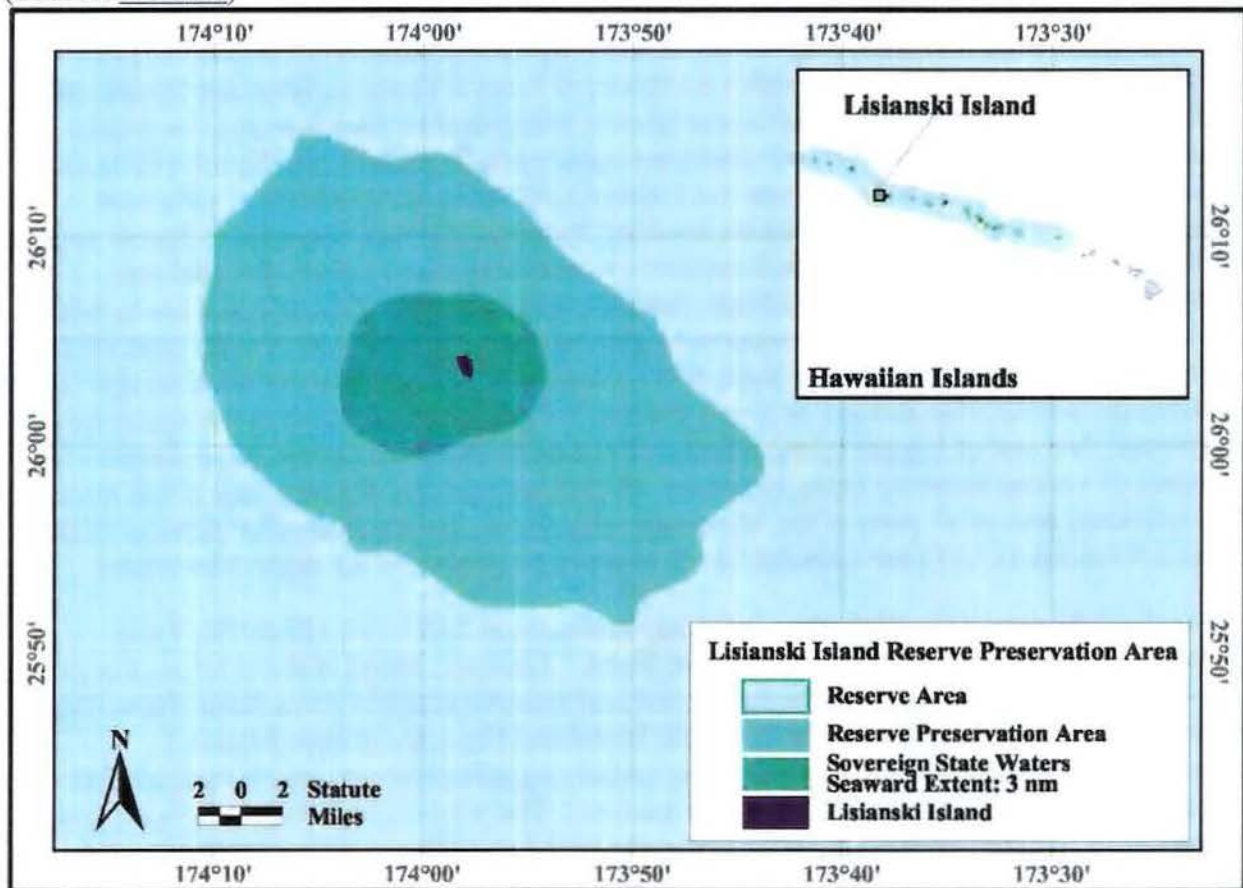 174°10' 174°00' 173°50' 173°40' 173°30'
Lisianski Island
Hawaiian Islands
26°10' 26°10'
26°00' 26°00'
25°50' 25°50'
Lisianski Island Reserve Preservation Area
Reserve Area
Reserve Preservation Area
Sovereign State Waters
Seaward Extent: 3 nm
Lisianski Island
N
2 0 2 Statute
Miles
174°10' 174°00' 173°50' 173°40' 173°30'